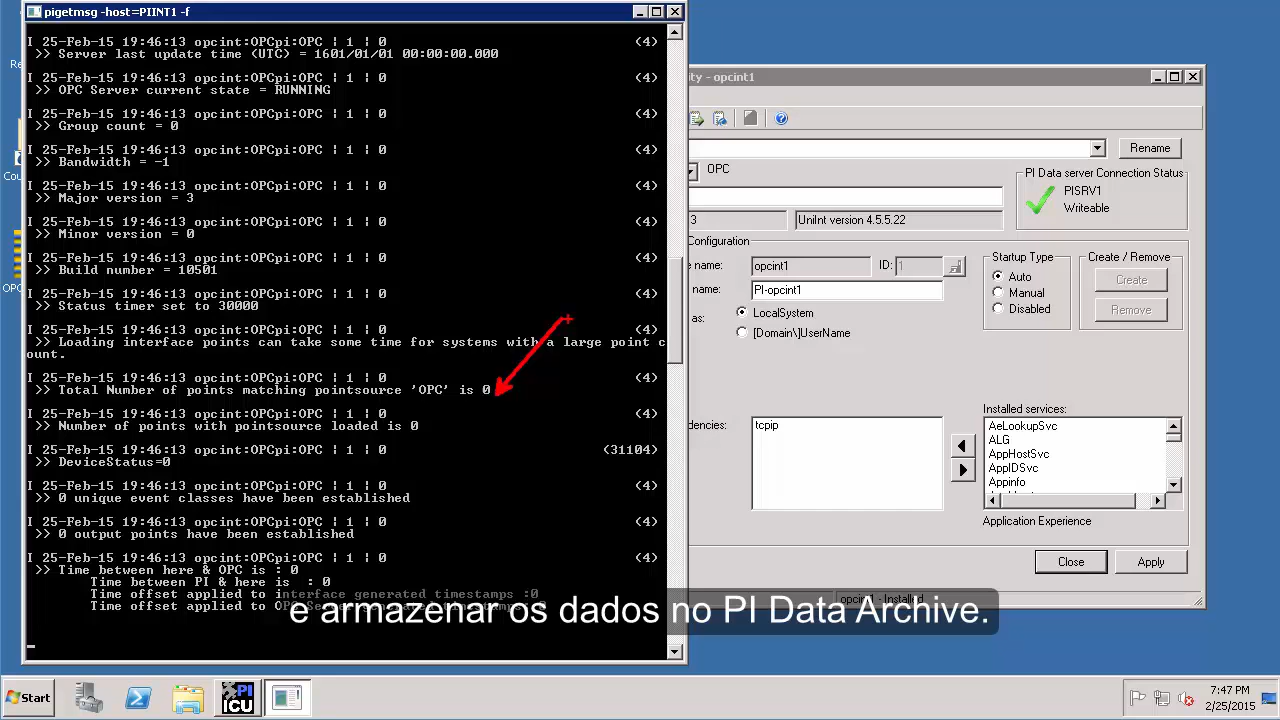 pigetmsg -host=PIINT1 -f
I 25-Feb-15 19:46:13 opcint:OPCpi:OPC | 1 | 0 (4)
>> Server last update time (UTC) = 1601/01/01 00:00:00.000
I 25-Feb-15 19:46:13 opcint:OPCpi:OPC | 1 | 0 (4)
>> OPC Server current state = RUNNING
I 25-Feb-15 19:46:13 opcint:OPCpi:OPC | 1 | 0 (4)
>> Group count = 0
I 25-Feb-15 19:46:13 opcint:OPCpi:OPC | 1 | 0 (4)
>> Bandwidth = -1
I 25-Feb-15 19:46:13 opcint:OPCpi:OPC | 1 | 0 (4)
>> Major version = 3
I 25-Feb-15 19:46:13 opcint:OPCpi:OPC | 1 | 0 (4)
>> Minor version = 0
I 25-Feb-15 19:46:13 opcint:OPCpi:OPC | 1 | 0 (4)
>> Build number = 10501
I 25-Feb-15 19:46:13 opcint:OPCpi:OPC | 1 | 0 (4)
>> Status timer set to 30000
I 25-Feb-15 19:46:13 opcint:OPCpi:OPC | 1 | 0 (4)
>> Loading interface points can take some time for systems with a large point c
ount.
I 25-Feb-15 19:46:13 opcint:OPCpi:OPC | 1 | 0 (4)
>> Total Number of points matching pointsource 'OPC' is 0
I 25-Feb-15 19:46:13 opcint:OPCpi:OPC | 1 | 0 (4)
>> Number of points with pointsource loaded is 0
I 25-Feb-15 19:46:13 opcint:OPCpi:OPC | 1 | 0 (31104)
>> DeviceStatus=0
I 25-Feb-15 19:46:13 opcint:OPCpi:OPC | 1 | 0 (4)
>> 0 unique event classes have been established
I 25-Feb-15 19:46:13 opcint:OPCpi:OPC | 1 | 0 (4)
>> 0 output points have been established
I 25-Feb-15 19:46:13 opcint:OPCpi:OPC | 1 | 0 (4)
>> Time between here & OPC is : 0
Time between PI & here is : 0
Time offset applied to interface generated timestamps :0
Time offset applied to OPC Server generated timestamps: 0
e armazenar os dados no PI Data Archive.
ity - opcint1
Rename
OPC
PI Data server Connection Status
PISRV1
Writeable
3
UniInt version 4.5.5.22
Configuration
e name:
opcint1
ID:
1
name:
PI-opcint1
as:
LocalSystem
[Domain\]UserName
Startup Type
Auto
Manual
Disabled
Create / Remove
Create
Remove
dencies:
tcpip
Installed services:
AeLookupSvc
ALG
AppHostSvc
AppIDSvc
Appinfo
Application Experience
Close
Apply
opcint1 - Installed
Re
Cou
OPC
Start
PI
ICU
7:47 PM
2/25/2015